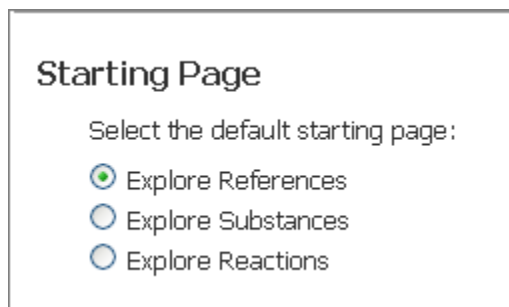 Starting Page
Select the default starting page:
Explore References
Explore Substances
Explore Reactions